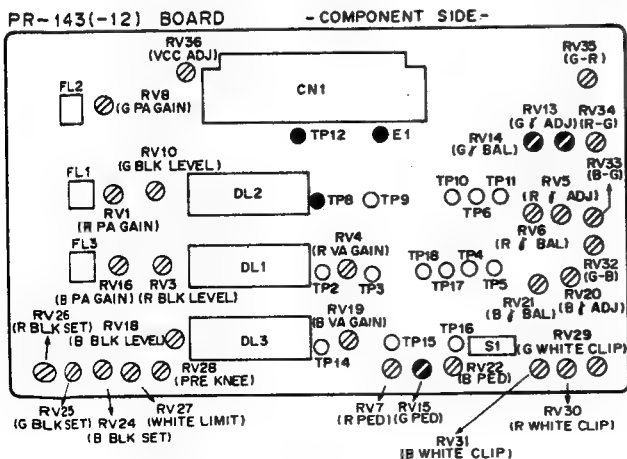 PR-143(-12) BOARD -COMPONENT SIDE-
RV36
(VCC ADJ)
RV35
(G-R)
FL2
RV8
(G PA GAIN)
CN1
RV13
(G γ ADJ)
RV34
(R-G)
RV14
(G γ BAL)
TP12
E1
RV33
(B-G)
RV10
(G BLK LEVEL)
FL1
DL2
TP8
TP9
TP10
TP11
TP6
RV5
(R γ ADJ)
RV1
(R PA GAIN)
RV6
(R γ BAL)
FL3
RV4
(R VA GAIN)
DL1
TP18
TP4
RV32
(G-B)
RV16
(B PA GAIN)
RV3
(R BLK LEVEL)
TP2
TP3
TP17
TP5
RV26
(R BLK SET)
RV18
(B BLK LEVEL)
RV19
(B VA GAIN)
RV21
(B γ BAL)
RV20
(B γ ADJ)
DL3
TP14
TP15
TP16
S1
RV29
(G WHITE CLIP)
RV28
(PRE KNEE)
RV22
(B PED)
RV25
(G BLK SET)
RV24
(B BLK SET)
RV27
(WHITE LIMIT)
RV7
(R PED)
RV15
(G PED)
RV30
(R WHITE CLIP)
RV31
(B WHITE CLIP)